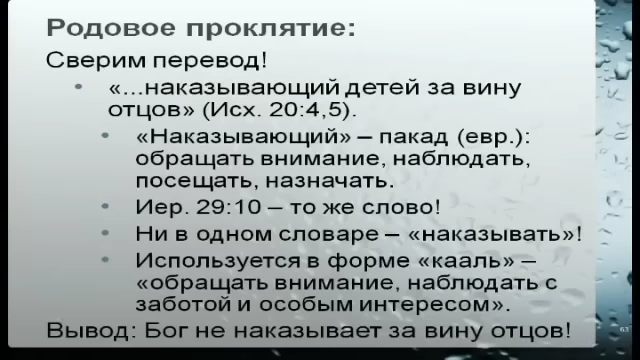 Родовое проклятие:
Сверим перевод!
• «...наказывающий детей за вину
отцов» (Исх. 20:4,5).
• «Наказывающий» – пакад (евр.):
обращать внимание, наблюдать,
посещать, назначать.
• Иер. 29:10 – то же слово!
• Ни в одном словаре – «наказывать»!
• Используется в форме «кааль» –
«обращать внимание, наблюдать с
заботой и особым интересом».
Вывод: Бог не наказывает за вину отцов!
63